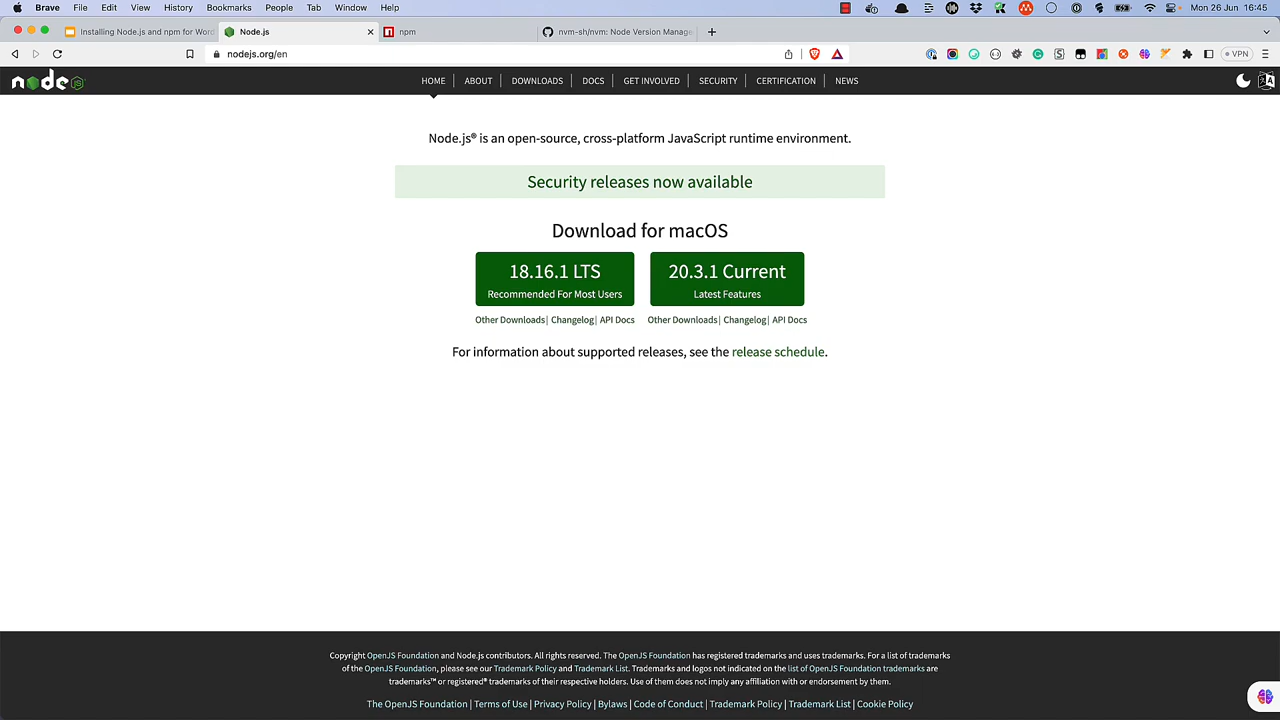 Brave File Edit View History Bookmarks People Tab Window Help Mon 26 Jun 16:45
Installing Node.js and npm for Word Node.js npm nvm-sh/nvm: Node Version Manage
nodejs.org/en VPN
node JS
HOME ABOUT DOWNLOADS DOCS GET INVOLVED SECURITY CERTIFICATION NEWS
Node.js® is an open-source, cross-platform JavaScript runtime environment.
Security releases now available
Download for macOS
18.16.1 LTS 20.3.1 Current
Recommended For Most Users Latest Features
Other Downloads| Changelog| API Docs Other Downloads| Changelog| API Docs
For information about supported releases, see the release schedule.
Copyright OpenJS Foundation and Node.js contributors. All rights reserved. The OpenJS Foundation has registered trademarks and uses trademarks. For a list of trademarks
of the OpenJS Foundation, please see our Trademark Policy and Trademark List. Trademarks and logos not indicated on the list of OpenJS Foundation trademarks are
trademarks™ or registered® trademarks of their respective holders. Use of them does not imply any affiliation with or endorsement by them.
The OpenJS Foundation | Terms of Use | Privacy Policy | Bylaws | Code of Conduct | Trademark Policy | Trademark List | Cookie Policy